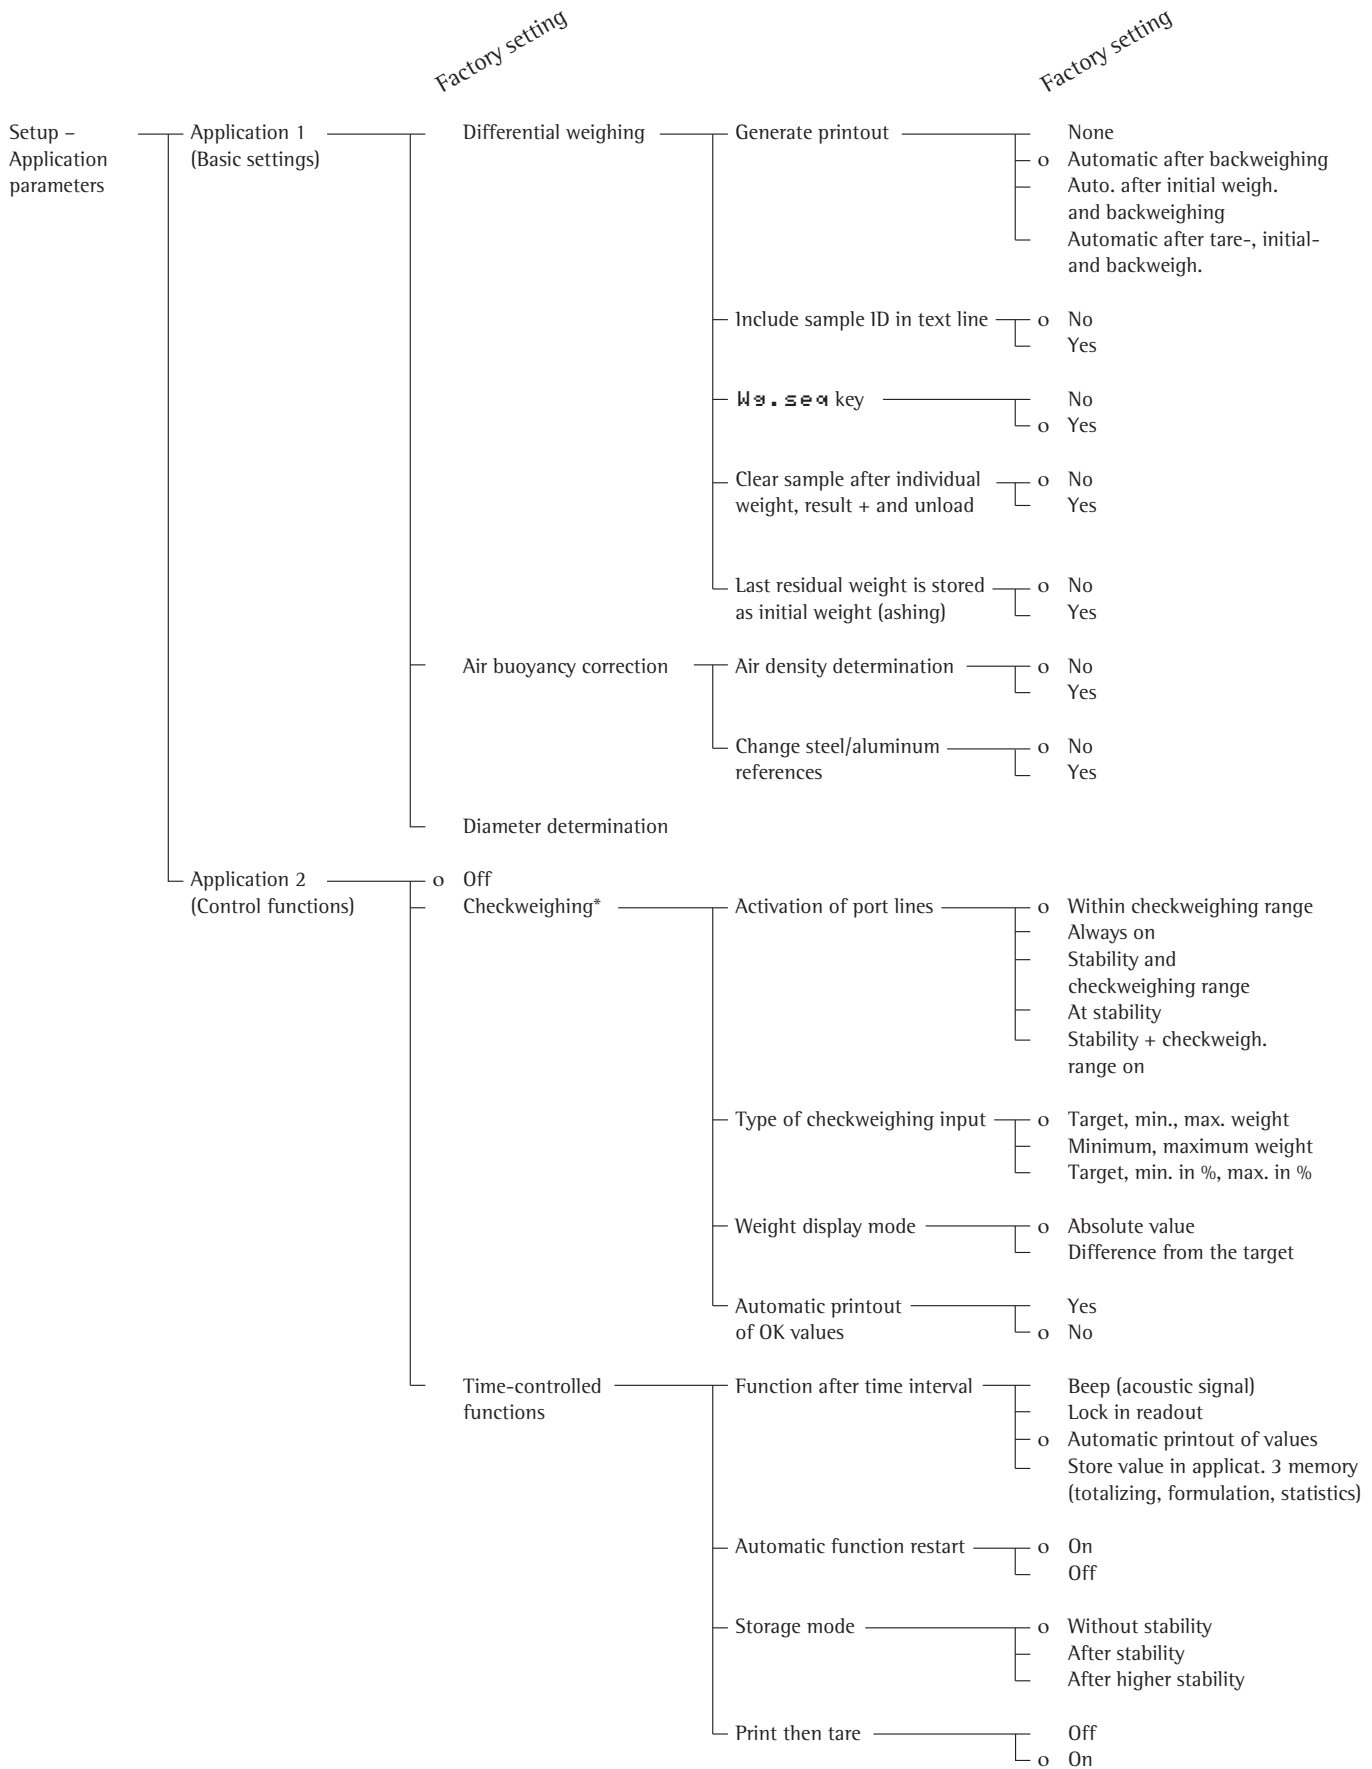 Factory setting
Factory setting
Setup – Application 1 Differential weighing Generate printout None
Application (Basic settings) o Automatic after backweighing
parameters Auto. after initial weigh.
and backweighing
Automatic after tare-, initial-
and backweigh.
Include sample ID in text line o No
Yes
Wg.seq key No
o Yes
Clear sample after individual o No
weight, result + and unload Yes
Last residual weight is stored o No
as initial weight (ashing) Yes
Air buoyancy correction Air density determination o No
Yes
Change steel/aluminum o No
references Yes
Diameter determination
Application 2 o Off
(Control functions) Checkweighing* Activation of port lines o Within checkweighing range
Always on
Stability and
checkweighing range
At stability
Stability + checkweigh.
range on
Type of checkweighing input o Target, min., max. weight
Minimum, maximum weight
Target, min. in %, max. in %
Weight display mode o Absolute value
Difference from the target
Automatic printout Yes
of OK values o No
Time-controlled Function after time interval Beep (acoustic signal)
functions Lock in readout
o Automatic printout of values
Store value in applicat. 3 memory
(totalizing, formulation, statistics)
Automatic function restart o On
Off
Storage mode o Without stability
After stability
After higher stability
Print then tare Off
o On